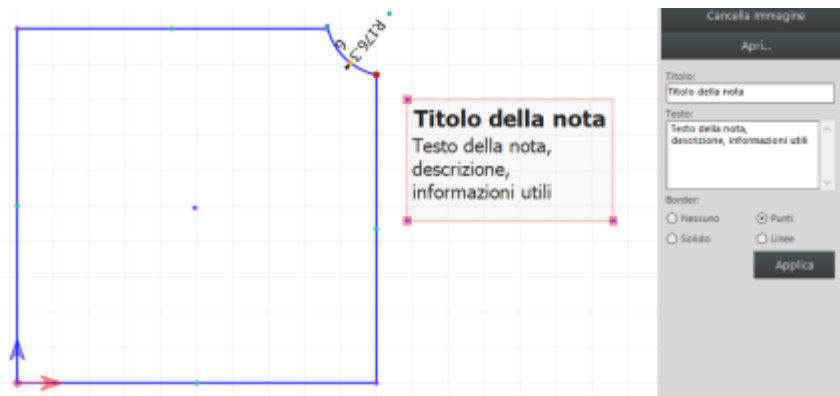 R176.3
6
Titolo della nota
Testo della nota,
descrizione,
informazioni utili
Cancella Immagine
Apri...
Titolo:
Titolo della nota
Testo:
Testo della nota,
descrizione, informazioni utili
Border:
Nessuno
Punti
Solido
Linee
Applica